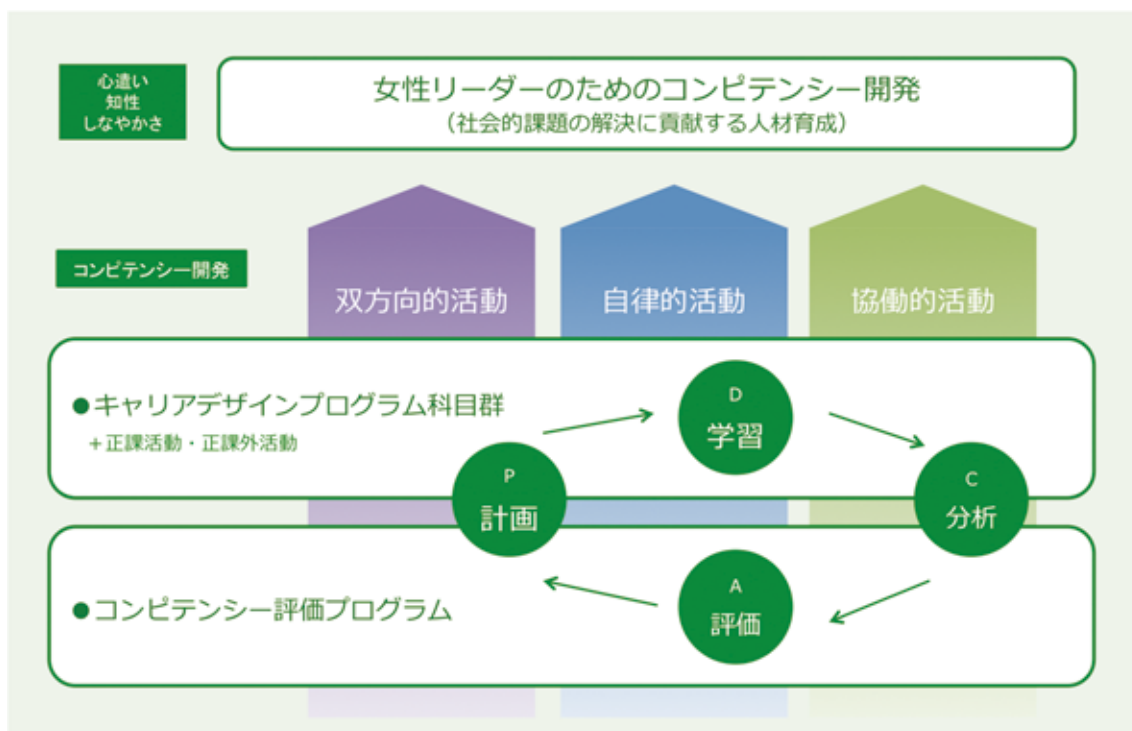 心遣い
知性
しなやかさ
女性リーダーのためのコンピテンシー開発
（社会的課題の解決に貢献する人材育成）
コンピテンシー開発
双方向的活動
自律的活動
協働的活動
●キャリアデザインプログラム科目群
＋正課活動・正課外活動
D
学習
P
計画
C
分析
●コンピテンシー評価プログラム
A
評価